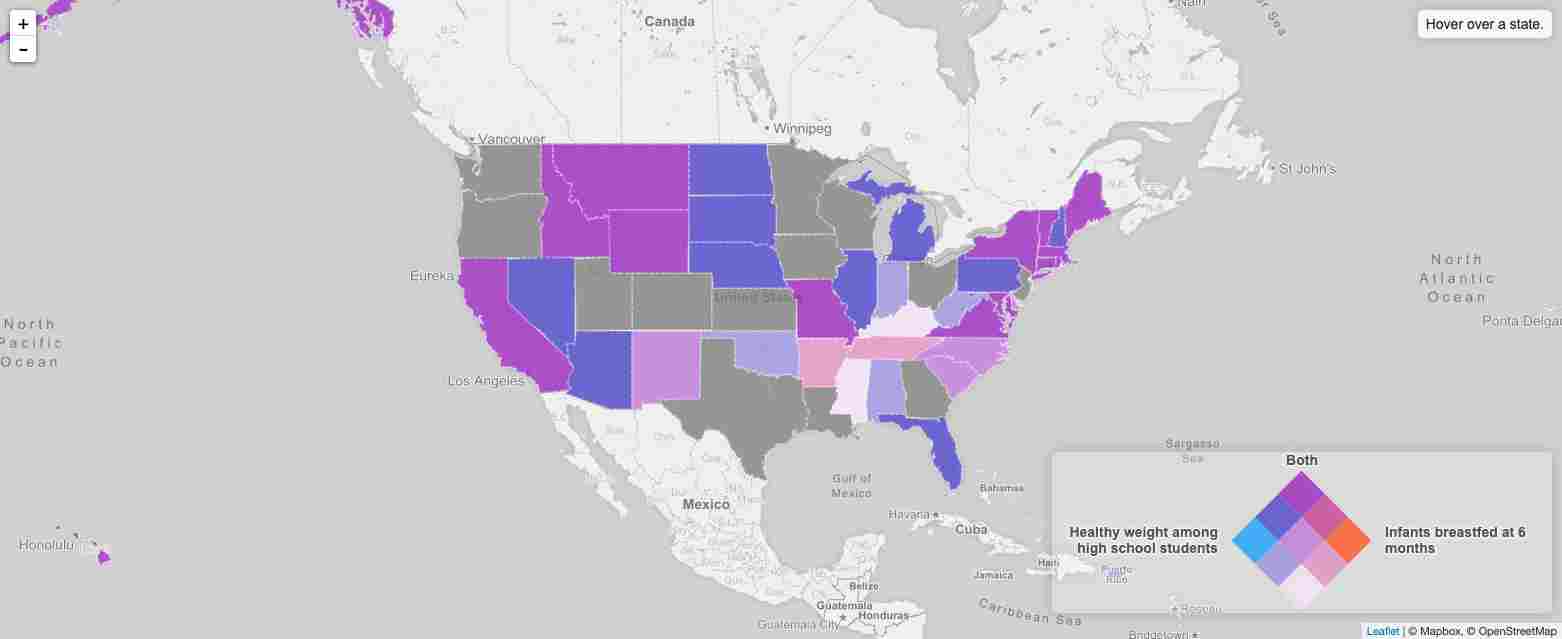 +
-
Hover over a state.
Canada
Nain
Winnipeg
Vancouver
St John's
Eureka
United States
North
Atlantic
Ocean
North
Pacific
Ocean
Los Angeles
Gulf of
Mexico
Mexico
Sargasso
Sea
Bahamas
Havana
Cuba
Haiti
Puerto
Rico
Jamaica
Belize
Guatemala
Honduras
Guatemala City
Caribbean Sea
Roseau
Bridgetown
Honolulu
Both
Healthy weight among
high school students
Infants breastfed at 6
months
Leaflet | © Mapbox, © OpenStreetMap